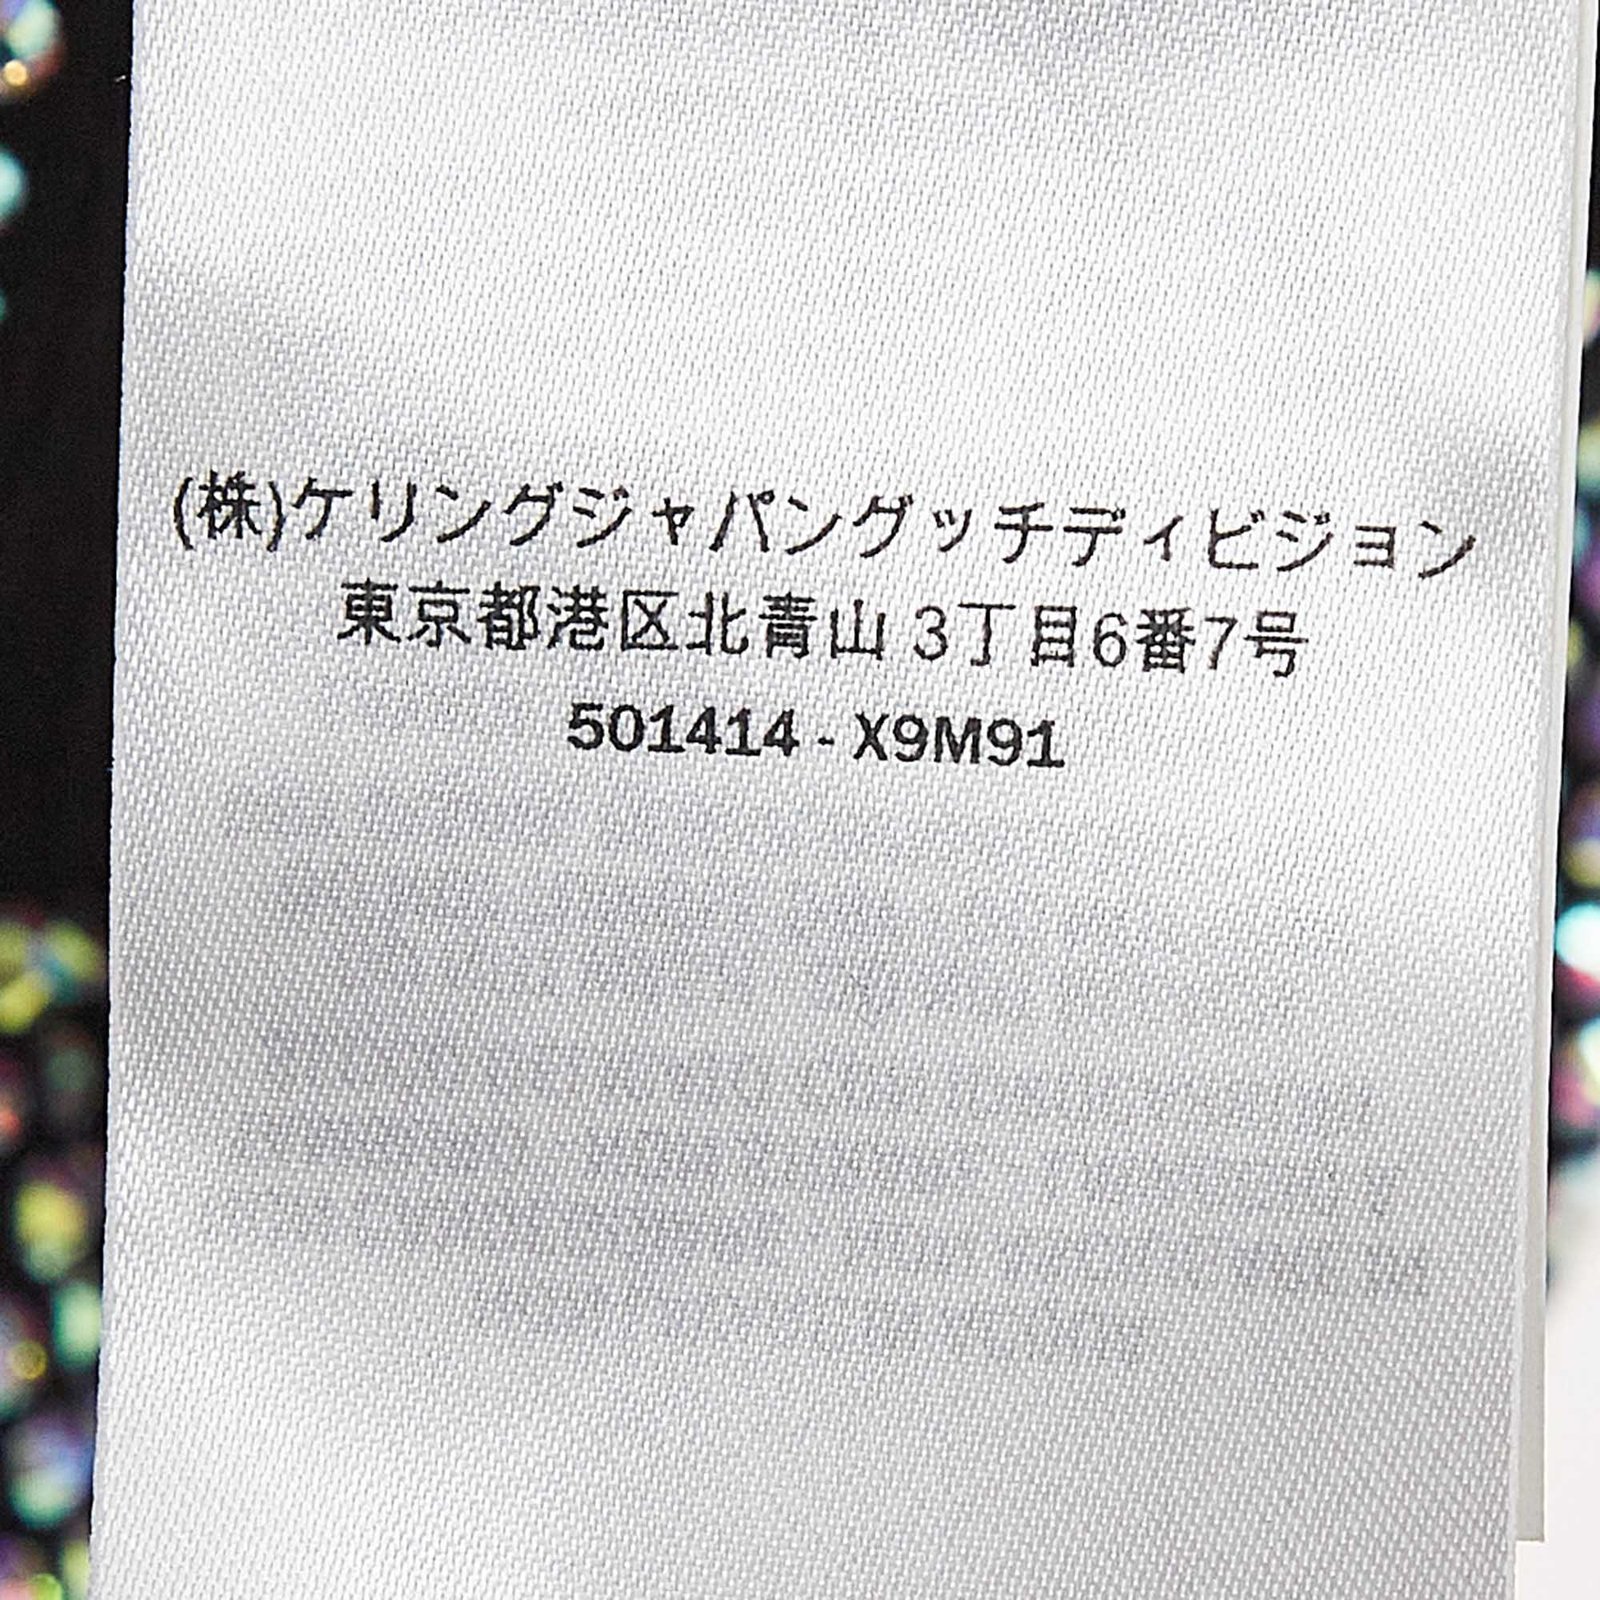 (株)ケリングジャパングッチディビジョン
東京都港区北青山 3丁目6番7号
501414 - X9M91